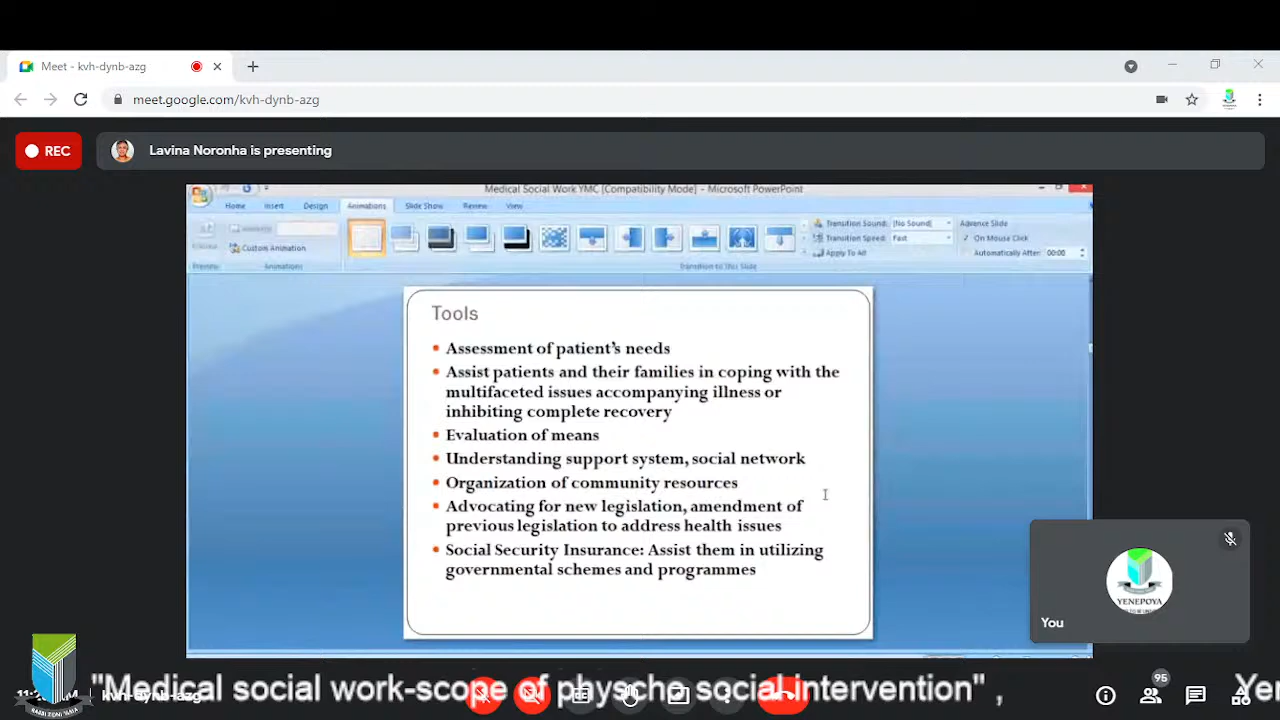 Meet - kvh-dynb-azg
meet.google.com/kvh-dynb-azg
REC
Lavina Noronha is presenting
Medical Social Work YMC [Compatibility Mode] - Microsoft PowerPoint
Home Insert Design Animations Slide Show Review View
Custom Animation
Preview
Animations
Transition to this Slide
Transition Sound: [No Sound]
Transition Speed: Fast
Apply To All
Advance Slide
On Mouse Click
Automatically After: 00:00
Tools
Assessment of patient's needs
Assist patients and their families in coping with the
multifaceted issues accompanying illness or
inhibiting complete recovery
Evaluation of means
Understanding support system, social network
Organization of community resources
Advocating for new legislation, amendment of
previous legislation to address health issues
Social Security Insurance: Assist them in utilizing
governmental schemes and programmes
YENEPOYA
You
kvh-dynb-azg
95
"Medical social work-scope of physcho social intervention" ,
Yer